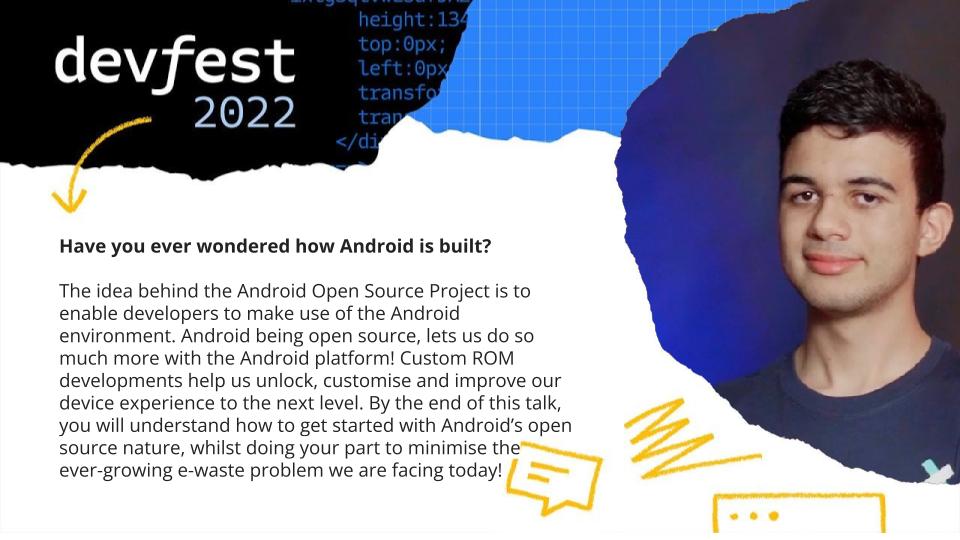 devfest
2022
height:134
top:0px;
left:0px
transfo
tran
</di
Have you ever wondered how Android is built?
The idea behind the Android Open Source Project is to
enable developers to make use of the Android
environment. Android being open source, lets us do so
much more with the Android platform! Custom ROM
developments help us unlock, customise and improve our
device experience to the next level. By the end of this talk,
you will understand how to get started with Android’s open
source nature, whilst doing your part to minimise the
ever-growing e-waste problem we are facing today!